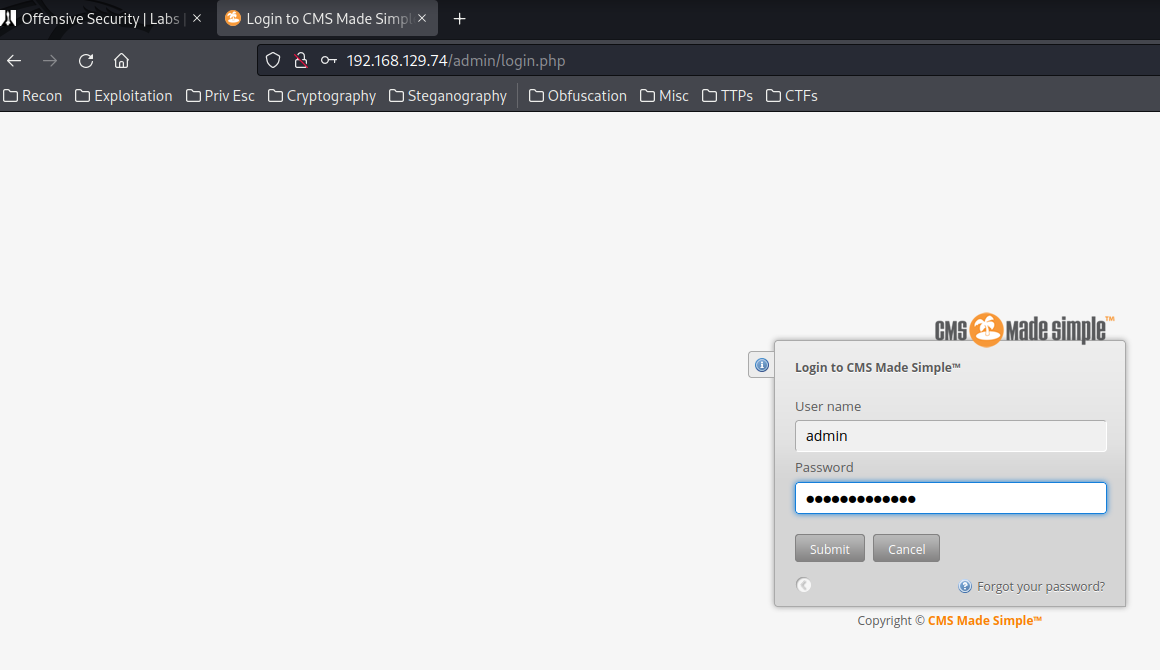 Offensive Security | Labs |
Login to CMS Made Simpl
192.168.129.74/admin/login.php
Recon Exploitation Priv Esc Cryptography Steganography Obfuscation Misc TTPs CTFs
CMS Made Simple™
Login to CMS Made Simple™
User name
admin
Password
•••••••••••••
Submit Cancel
Forgot your password?
Copyright © CMS Made Simple™